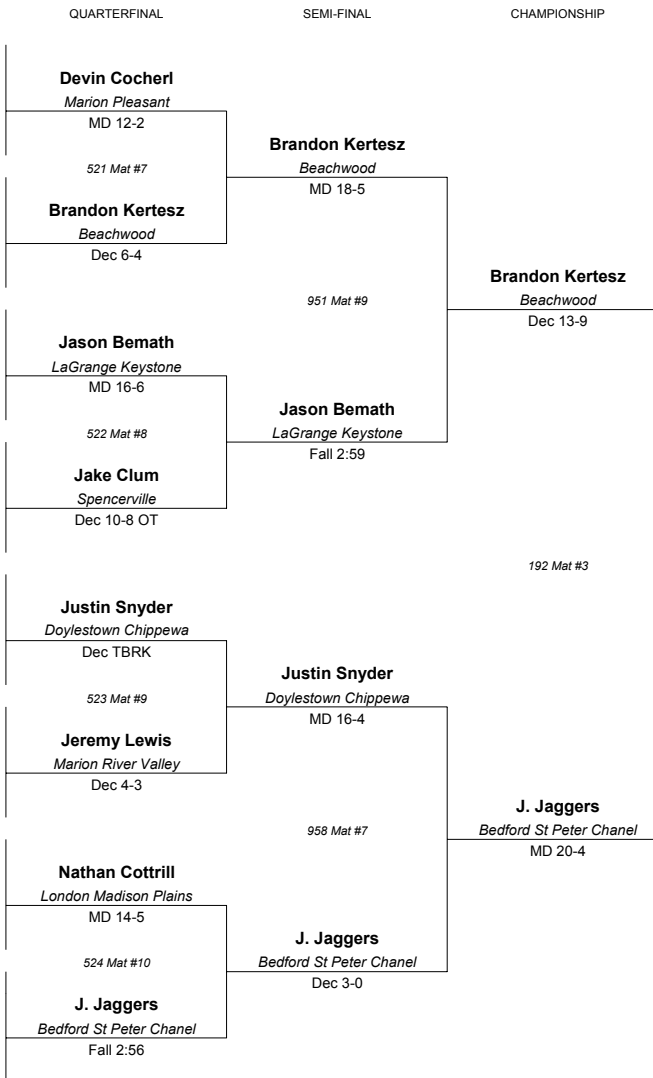 QUARTERFINAL SEMI-FINAL CHAMPIONSHIP
Devin Cocherl
Marion Pleasant
MD 12-2
521 Mat #7
Brandon Kertesz
Beachwood
Dec 6-4
Brandon Kertesz
Beachwood
MD 18-5
951 Mat #9
Jason Bemath
LaGrange Keystone
MD 16-6
522 Mat #8
Jake Clum
Spencerville
Dec 10-8 OT
Jason Bemath
LaGrange Keystone
Fall 2:59
Brandon Kertesz
Beachwood
Dec 13-9
192 Mat #3
Justin Snyder
Doylestown Chippewa
Dec TBRK
523 Mat #9
Jeremy Lewis
Marion River Valley
Dec 4-3
Justin Snyder
Doylestown Chippewa
MD 16-4
958 Mat #7
Nathan Cottrill
London Madison Plains
MD 14-5
524 Mat #10
J. Jaggers
Bedford St Peter Chanel
Fall 2:56
J. Jaggers
Bedford St Peter Chanel
Dec 3-0
J. Jaggers
Bedford St Peter Chanel
MD 20-4